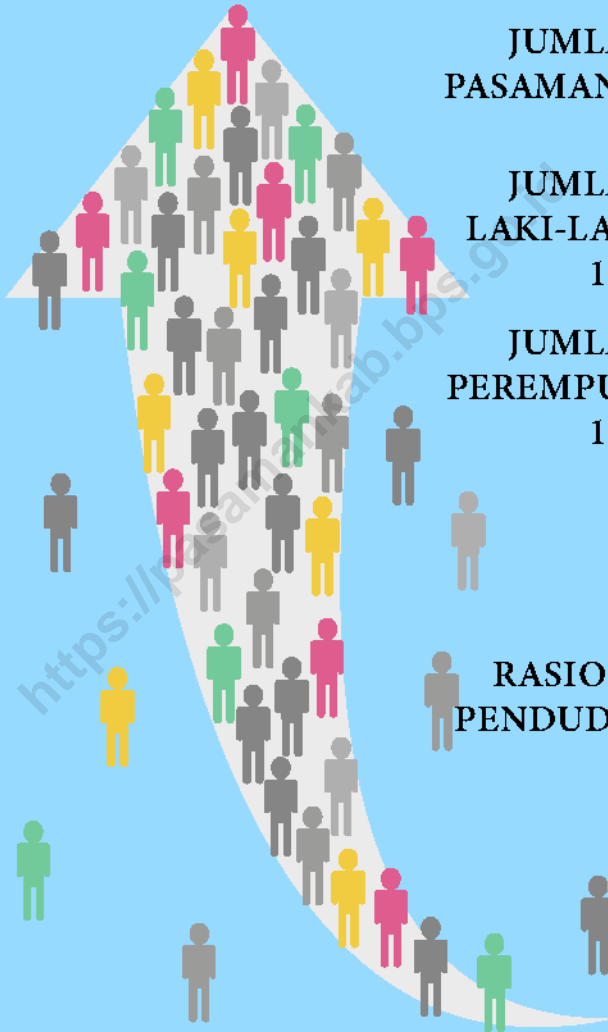 JUMLA
PASAMAN
JUMLA
LAKI-LA
1
JUMLA
PEREMPU
1
RASIO
PENDUD
https://pasamankab.bps.go.id